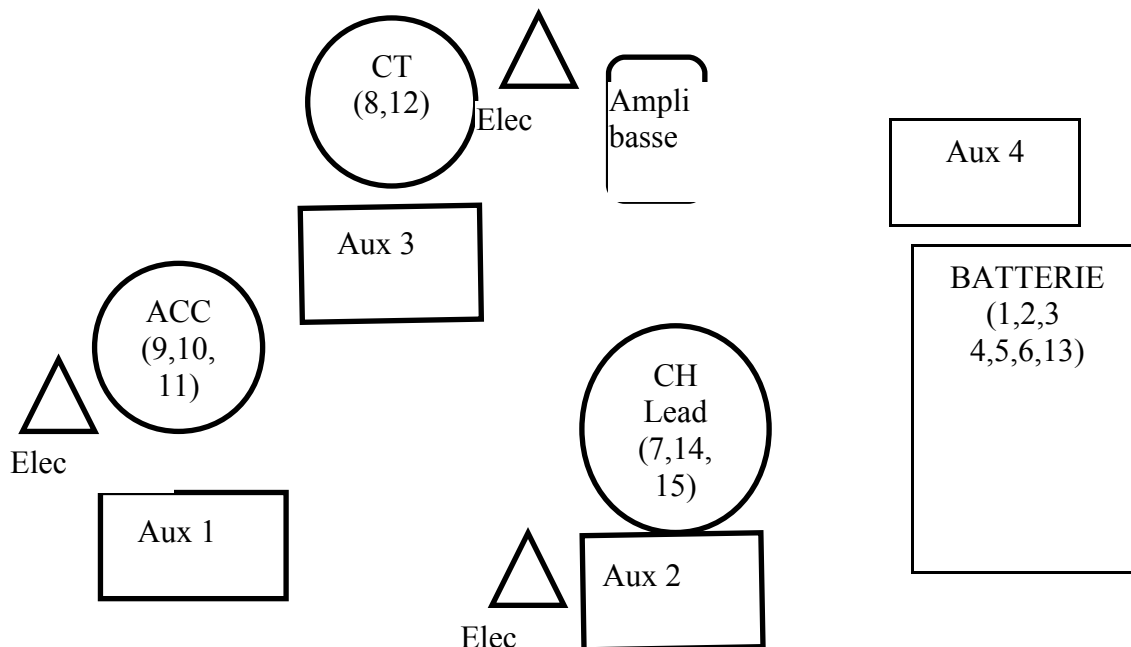 CT
(8,12)
Elec
Ampli
basse
Aux 4
Aux 3
BATTERIE
(1,2,3
4,5,6,13)
ACC
(9,10,
11)
Elec
CH
Lead
(7,14,
15)
Aux 1
Aux 2
Elec